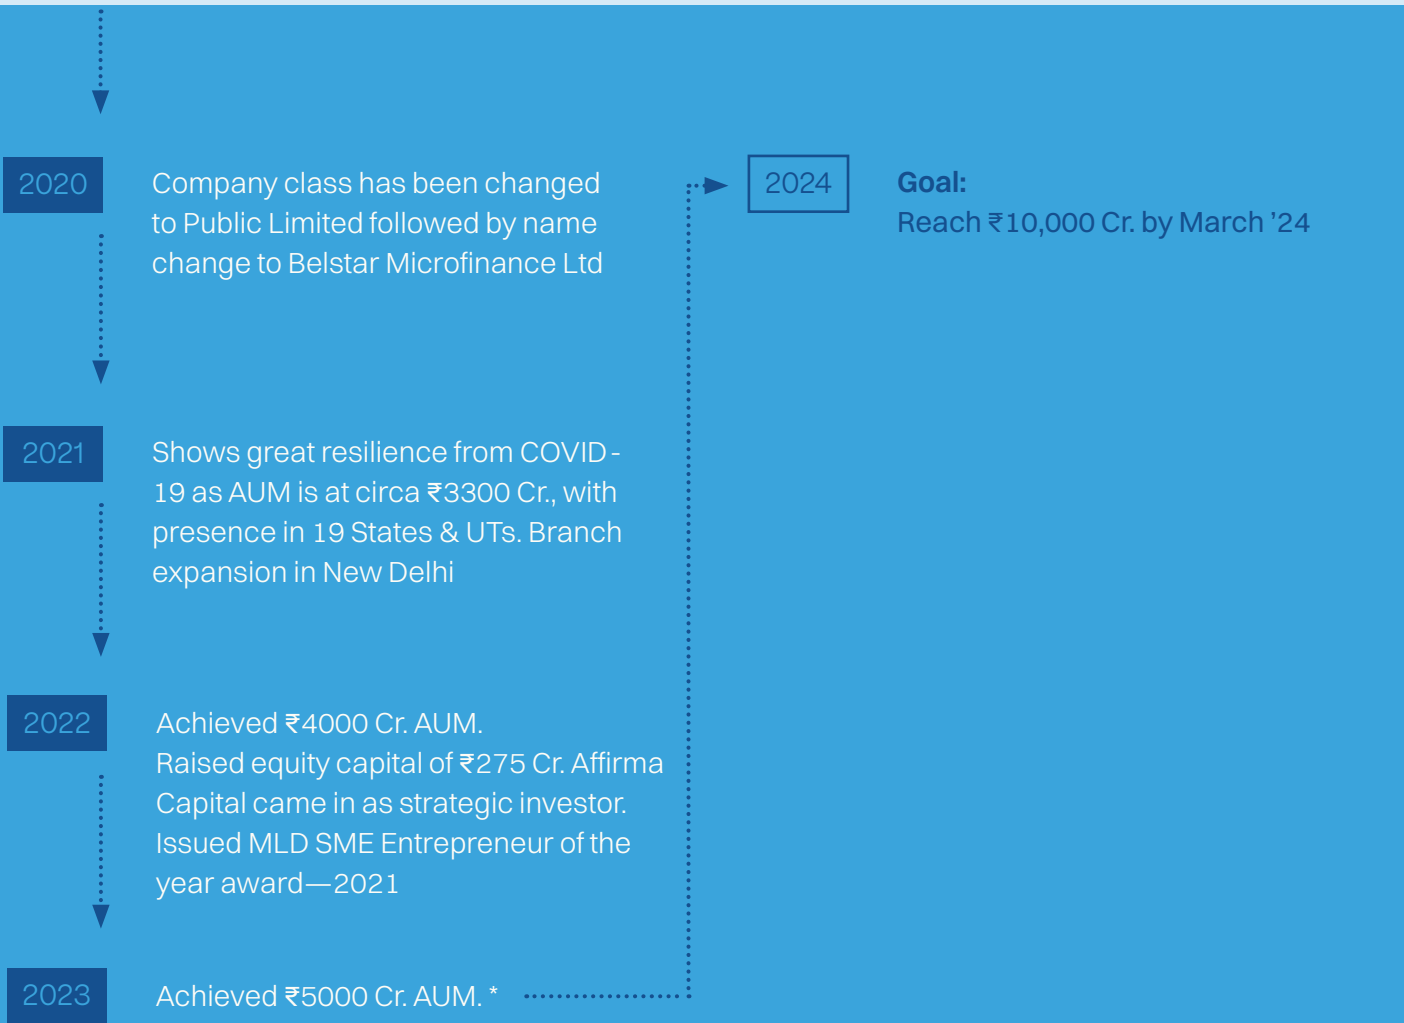 2020
Company class has been changed
to Public Limited followed by name
change to Belstar Microfinance Ltd
2021
Shows great resilience from COVID-
19 as AUM is at circa ₹3300 Cr., with
presence in 19 States & UTs. Branch
expansion in New Delhi
2022
Achieved ₹4000 Cr. AUM.
Raised equity capital of ₹275 Cr. Affirma
Capital came in as strategic investor.
Issued MLD SME Entrepreneur of the
year award—2021
2023
Achieved ₹5000 Cr. AUM. *
2024
Goal:
Reach ₹10,000 Cr. by March ’24